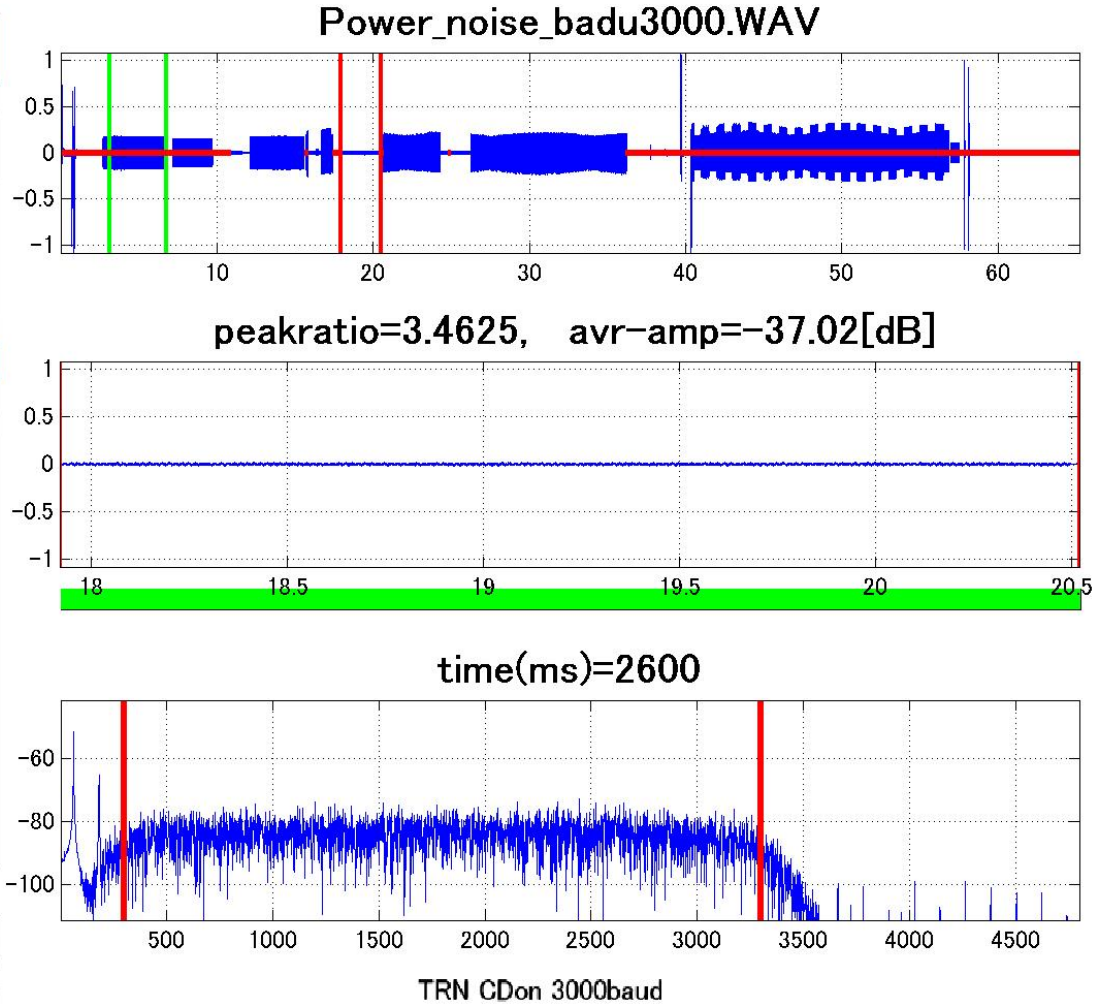 Power_noise_badu3000.WAV
1
0.5
0
−0.5
−1
10 20 30 40 50 60
peakratio=3.4625, avr−amp=−37.02[dB]
1
0.5
0
−0.5
−1
18 18.5 19 19.5 20 20.5
time(ms)=2600
−60
−80
−100
500 1000 1500 2000 2500 3000 3500 4000 4500
TRN CDon 3000baud